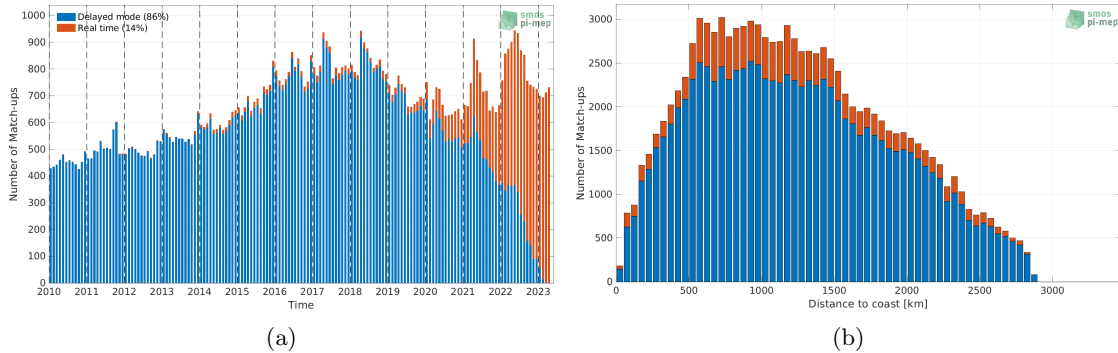 Delayed mode (86%)
Real time (14%)
smos
pi-mep
Number of Match-ups
0
100
200
300
400
500
600
700
800
900
1000
2010 2011 2012 2013 2014 2015 2016 2017 2018 2019 2020 2021 2022 2023
Time
(a)
smos
pi-mep
Number of Match-ups
3000
2500
2000
1500
1000
500
0
0 500 1000 1500 2000 2500 3000
Distance to coast [km]
(b)